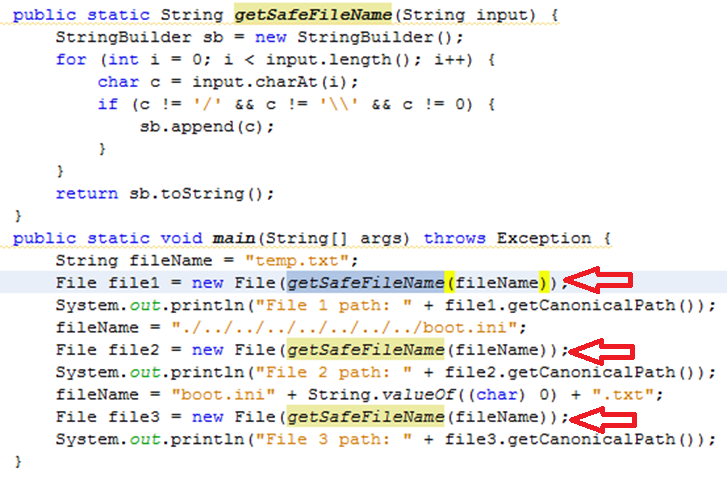 public static String getSafeFileName(String input) {
    StringBuilder sb = new StringBuilder();
    for (int i = 0; i < input.length(); i++) {
        char c = input.charAt(i);
        if (c != '/' && c != '\\' && c != 0) {
            sb.append(c);
        }
    }
    return sb.toString();
}
public static void main(String[] args) throws Exception {
    String fileName = "temp.txt";
    File file1 = new File(getSafeFileName(fileName));
    System.out.println("File 1 path: " + file1.getCanonicalPath());
    fileName = "./../../../../../../../boot.ini";
    File file2 = new File(getSafeFileName(fileName));
    System.out.println("File 2 path: " + file2.getCanonicalPath());
    fileName = "boot.ini" + String.valueOf((char) 0) + ".txt";
    File file3 = new File(getSafeFileName(fileName));
    System.out.println("File 3 path: " + file3.getCanonicalPath());
}